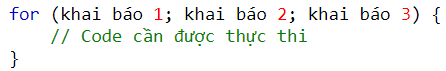 for (khai báo 1; khai báo 2; khai báo 3) {
// Code cần được thực thi
}